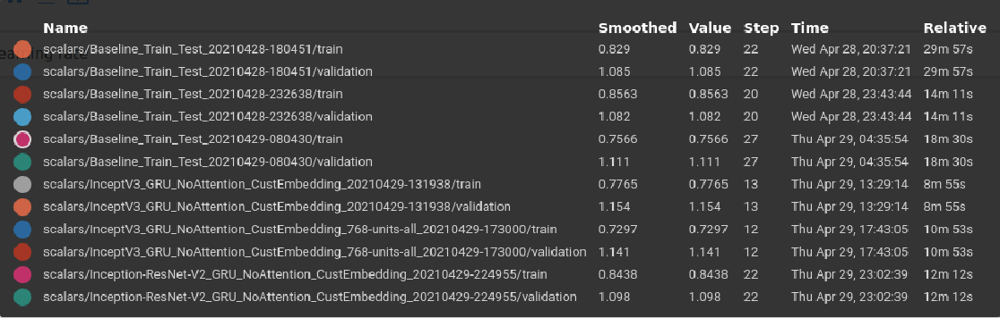 Name Smoothed Value Step Time Relative
scalars/Baseline_Train_Test_20210428-180451/train 0.829 0.829 22 Wed Apr 28, 20:37:21 29m 57s
scalars/Baseline_Train_Test_20210428-180451/validation 1.085 1.085 22 Wed Apr 28, 20:37:21 29m 57s
scalars/Baseline_Train_Test_20210428-232638/train 0.8563 0.8563 20 Wed Apr 28, 23:43:44 14m 11s
scalars/Baseline_Train_Test_20210428-232638/validation 1.082 1.082 20 Wed Apr 28, 23:43:44 14m 11s
scalars/Baseline_Train_Test_20210429-080430/train 0.7566 0.7566 27 Thu Apr 29, 04:35:54 18m 30s
scalars/Baseline_Train_Test_20210429-080430/validation 1.111 1.111 27 Thu Apr 29, 04:35:54 18m 30s
scalars/InceptV3_GRU_NoAttention_CustEmbedding_20210429-131938/train 0.7765 0.7765 13 Thu Apr 29, 13:29:14 8m 55s
scalars/InceptV3_GRU_NoAttention_CustEmbedding_20210429-131938/validation 1.154 1.154 13 Thu Apr 29, 13:29:14 8m 55s
scalars/InceptV3_GRU_NoAttention_CustEmbedding_768-units-all_20210429-173000/train 0.7297 0.7297 12 Thu Apr 29, 17:43:05 10m 53s
scalars/InceptV3_GRU_NoAttention_CustEmbedding_768-units-all_20210429-173000/validation 1.141 1.141 12 Thu Apr 29, 17:43:05 10m 53s
scalars/Inception-ResNet-V2_GRU_NoAttention_CustEmbedding_20210429-224955/train 0.8438 0.8438 22 Thu Apr 29, 23:02:39 12m 12s
scalars/Inception-ResNet-V2_GRU_NoAttention_CustEmbedding_20210429-224955/validation 1.098 1.098 22 Thu Apr 29, 23:02:39 12m 12s